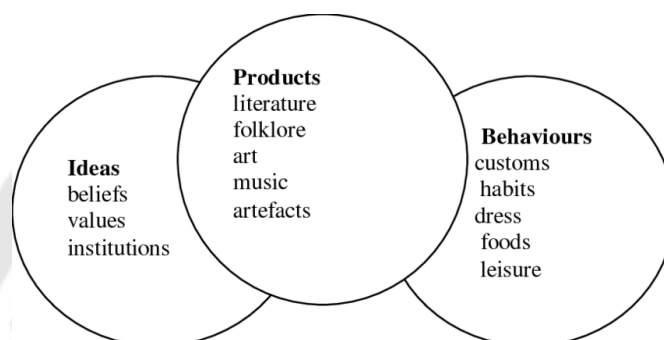 Ideas
beliefs
values
institutions
Products
literature
folklore
art
music
artefacts
Behaviours
customs
habits
dress
foods
leisure